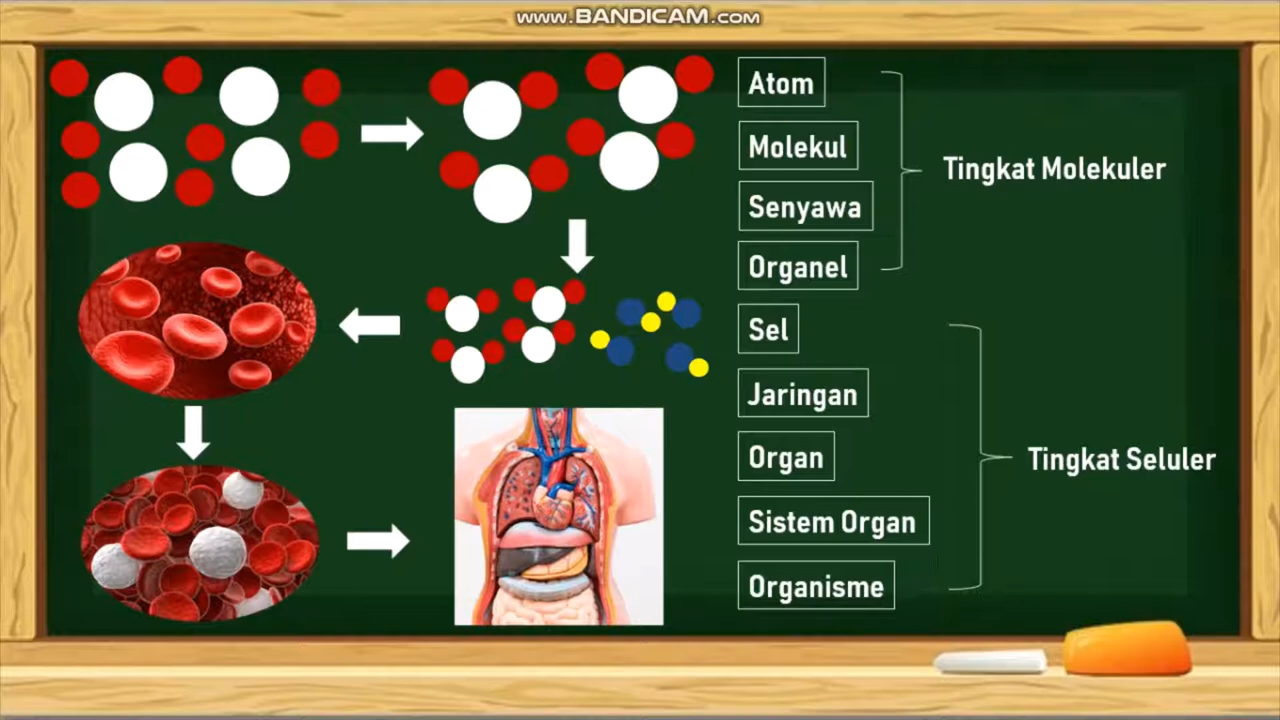 www.BANDICAM.com
Atom
Molekul
Senyawa
Organel
Tingkat Molekuler
Sel
Jaringan
Organ
Sistem Organ
Organisme
Tingkat Seluler